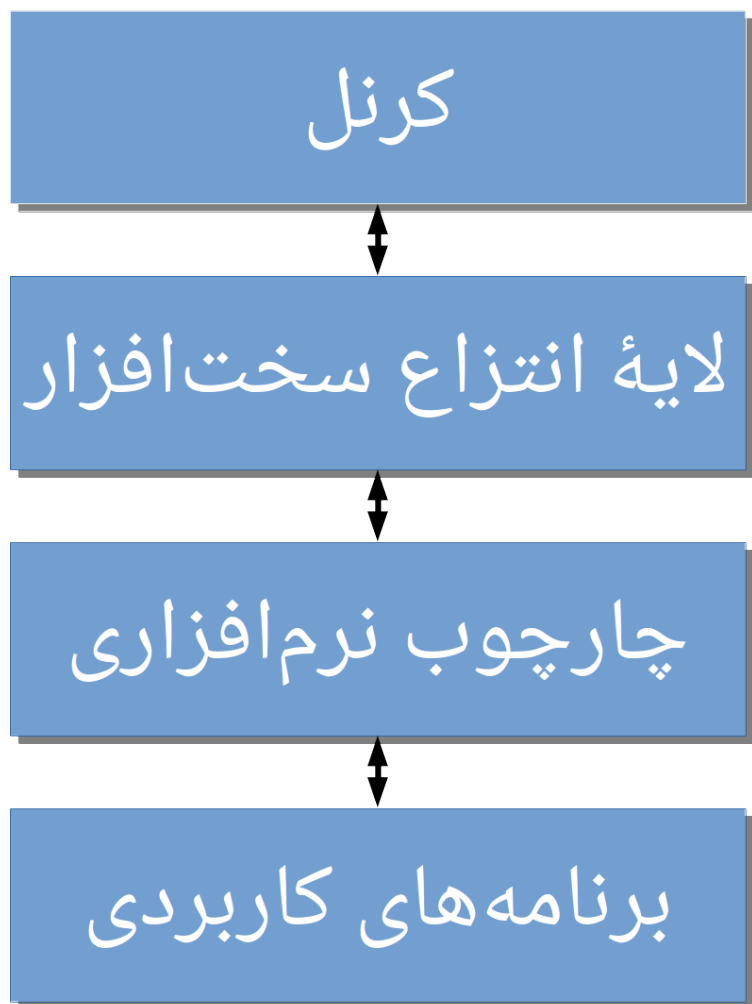 کرنل
لایهٔ انتزاع سخت‌افزار
چارچوب نرم‌افزاری
برنامه‌های کاربردی